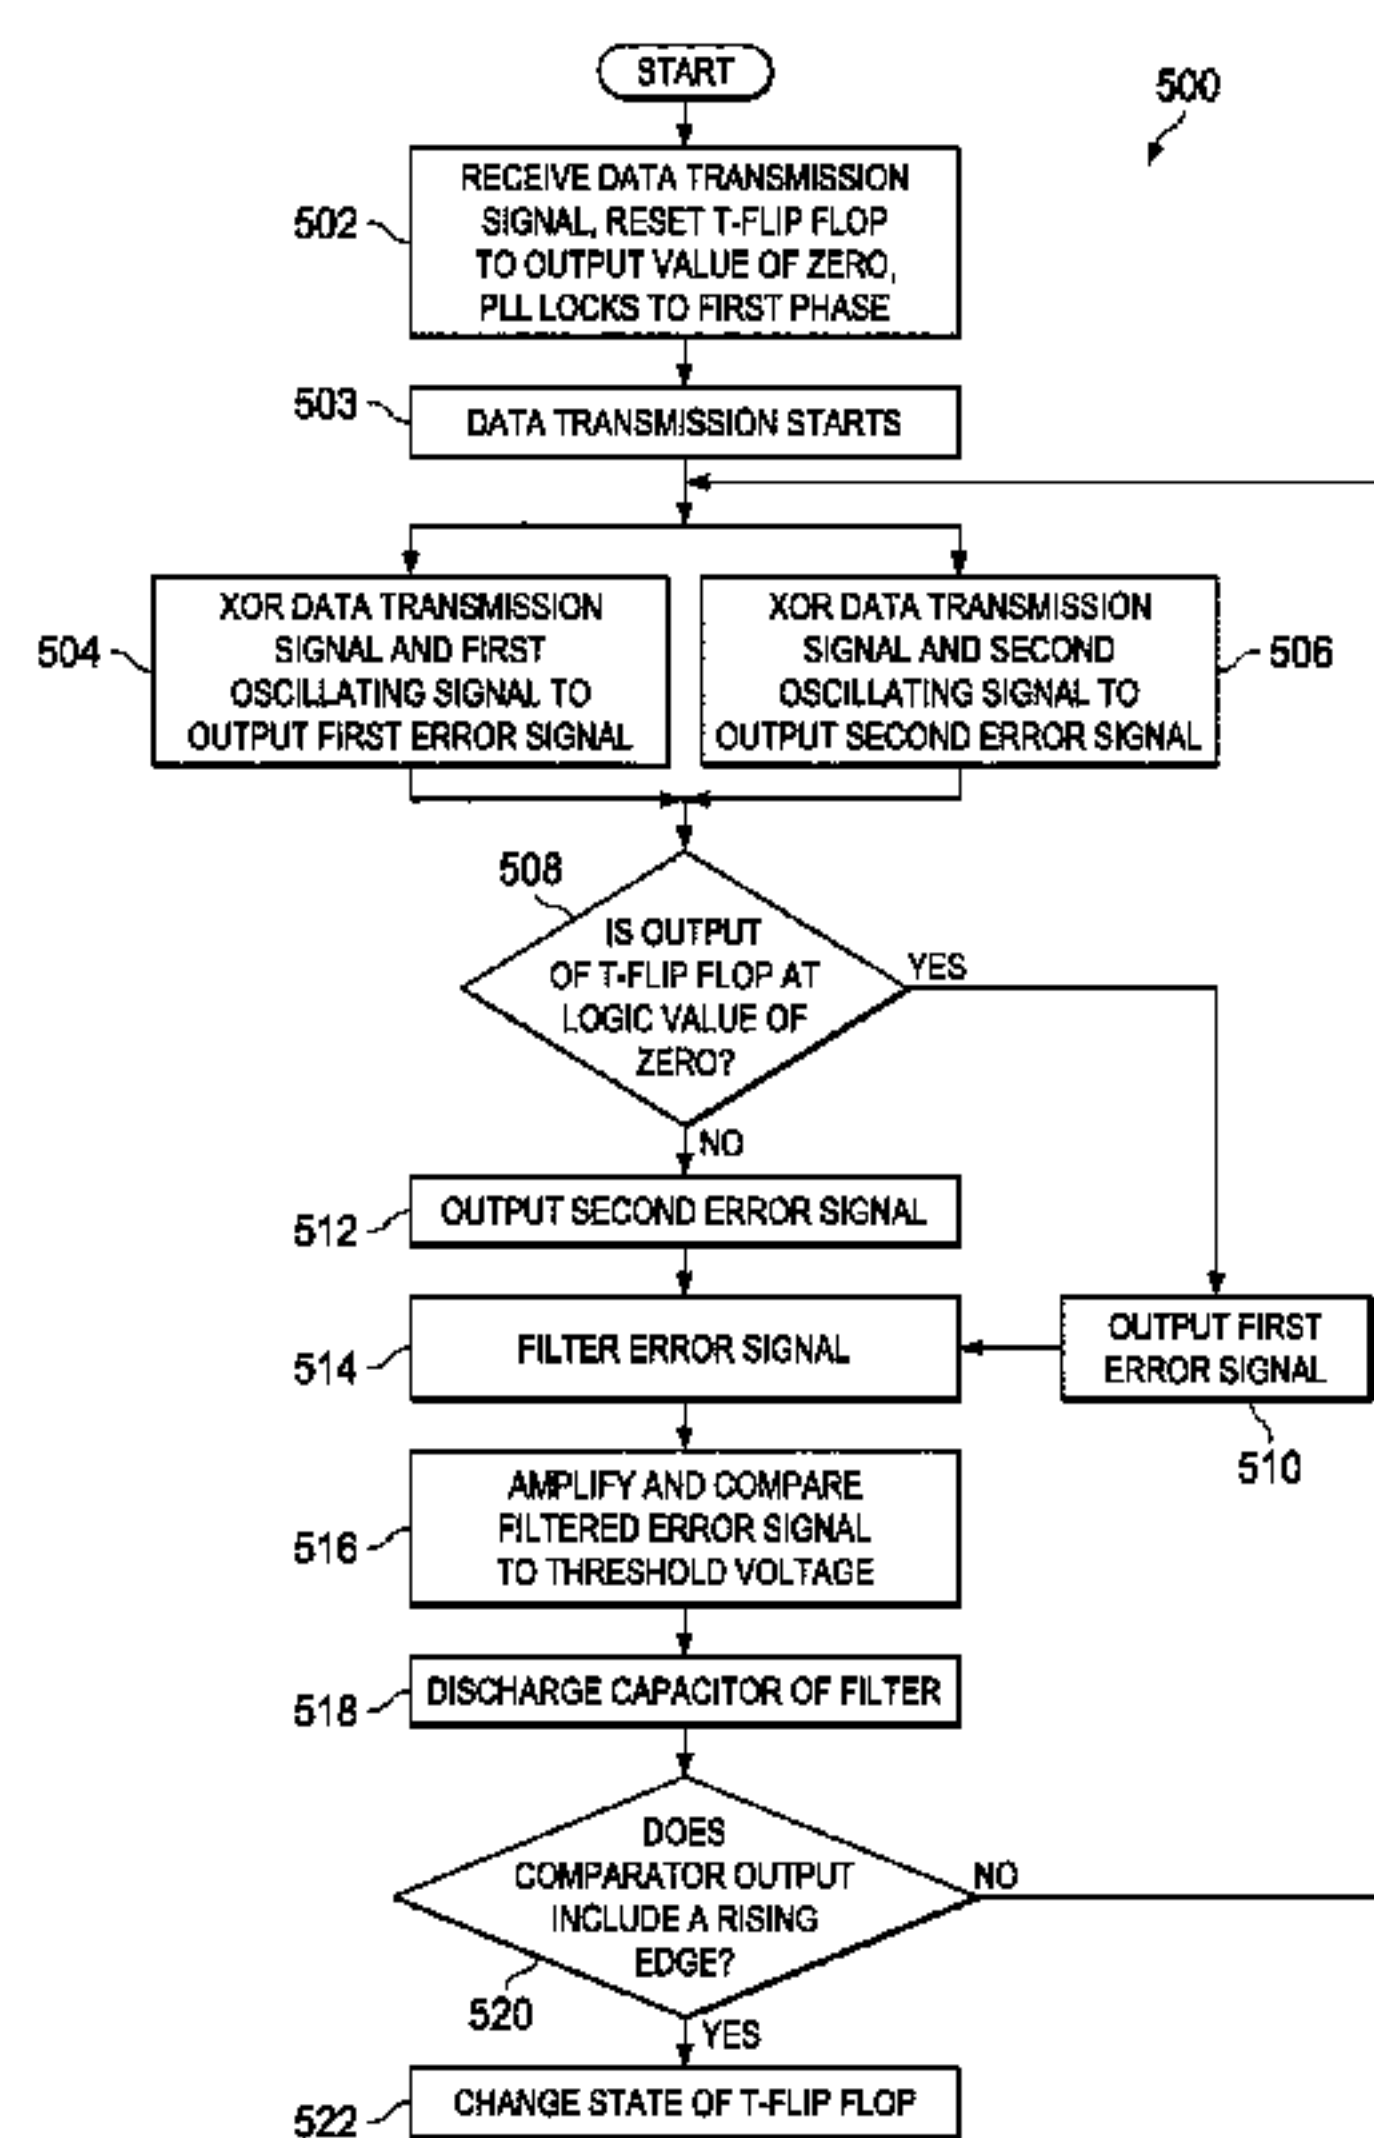 START
500
RECEIVE DATA TRANSMISSION
SIGNAL, RESET T-FLIP FLOP
TO OUTPUT VALUE OF ZERO,
PLL LOCKS TO FIRST PHASE
502
503
DATA TRANSMISSION STARTS
XOR DATA TRANSMISSION
SIGNAL AND FIRST
OSCILLATING SIGNAL TO
OUTPUT FIRST ERROR SIGNAL
504
XOR DATA TRANSMISSION
SIGNAL AND SECOND
OSCILLATING SIGNAL TO
OUTPUT SECOND ERROR SIGNAL
506
508
IS OUTPUT
OF T-FLIP FLOP AT
LOGIC VALUE OF
ZERO?
YES
NO
512
OUTPUT SECOND ERROR SIGNAL
514
FILTER ERROR SIGNAL
OUTPUT FIRST
ERROR SIGNAL
510
516
AMPLIFY AND COMPARE
FILTERED ERROR SIGNAL
TO THRESHOLD VOLTAGE
518
DISCHARGE CAPACITOR OF FILTER
DOES
COMPARATOR OUTPUT
INCLUDE A RISING
EDGE?
NO
520
YES
522
CHANGE STATE OF T-FLIP FLOP